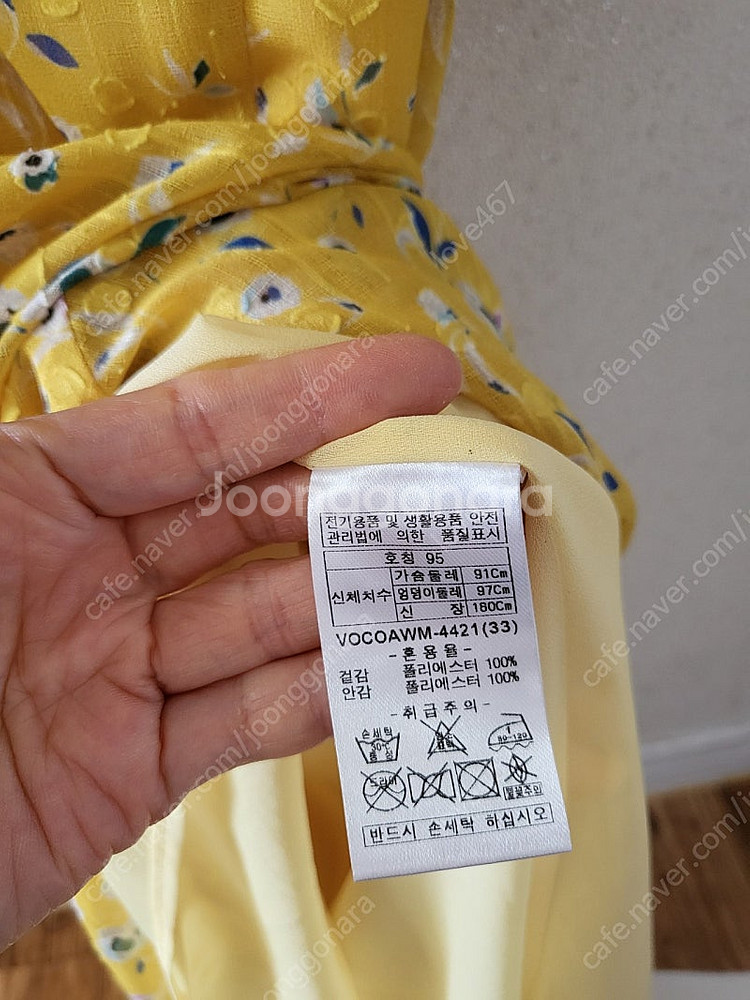 전기용품 및 생활용품 안전
관리법에 의한 품질표시
호칭 95
신체치수 가슴둘레 91Cm
엉덩이둘레 97Cm
신 장 160Cm
VOCOAWM-4421(33)
- 혼 용 율 -
겉감 폴리에스터 100%
안감 폴리에스터 100%
- 취 급 주 의 -
손세탁
30℃
중 성
드라이
80~120
불꽃주의
반드시 손세탁 하십시오
Joonggonara
cafe.naver.com/joonggonara
love467